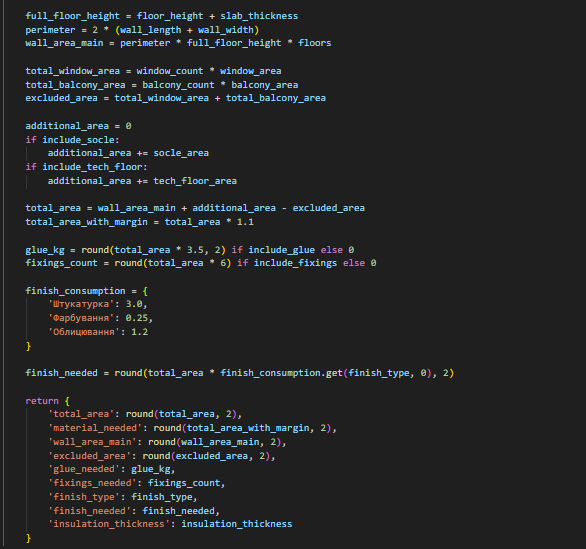 full_floor_height = floor_height + slab_thickness
perimeter = 2 * (wall_length + wall_width)
wall_area_main = perimeter * full_floor_height * floors
total_window_area = window_count * window_area
total_balcony_area = balcony_count * balcony_area
excluded_area = total_window_area + total_balcony_area
additional_area = 0
if include_socle:
    additional_area += socle_area
if include_tech_floor:
    additional_area += tech_floor_area
total_area = wall_area_main + additional_area - excluded_area
total_area_with_margin = total_area * 1.1
glue_kg = round(total_area * 3.5, 2) if include_glue else 0
fixings_count = round(total_area * 6) if include_fixings else 0
finish_consumption = {
    'Штукатурка': 3.0,
    'Фарбування': 0.25,
    'Облицювання': 1.2
}
finish_needed = round(total_area * finish_consumption.get(finish_type, 0), 2)
return {
    'total_area': round(total_area, 2),
    'material_needed': round(total_area_with_margin, 2),
    'wall_area_main': round(wall_area_main, 2),
    'excluded_area': round(excluded_area, 2),
    'glue_needed': glue_kg,
    'fixings_needed': fixings_count,
    'finish_type': finish_type,
    'finish_needed': finish_needed,
    'insulation_thickness': insulation_thickness
}